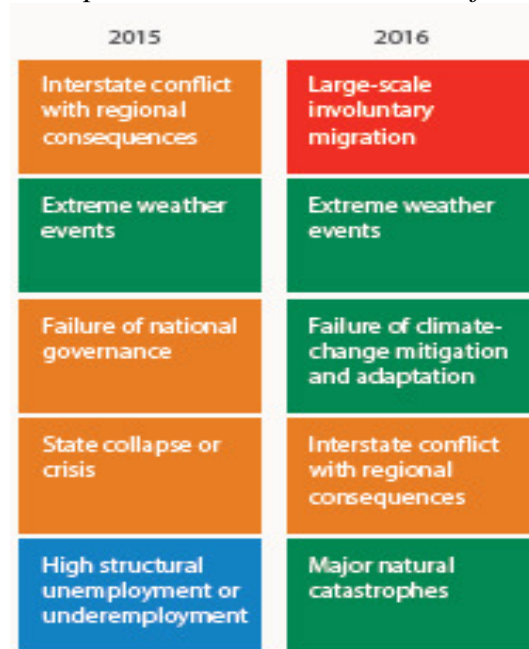 2015
2016
Interstate conflict
with regional
consequences
Large-scale
involuntary
migration
Extreme weather
events
Extreme weather
events
Failure of national
governance
Failure of climate-
change mitigation
and adaptation
State collapse or
crisis
Interstate conflict
with regional
consequences
High structural
unemployment or
underemployment
Major natural
catastrophes